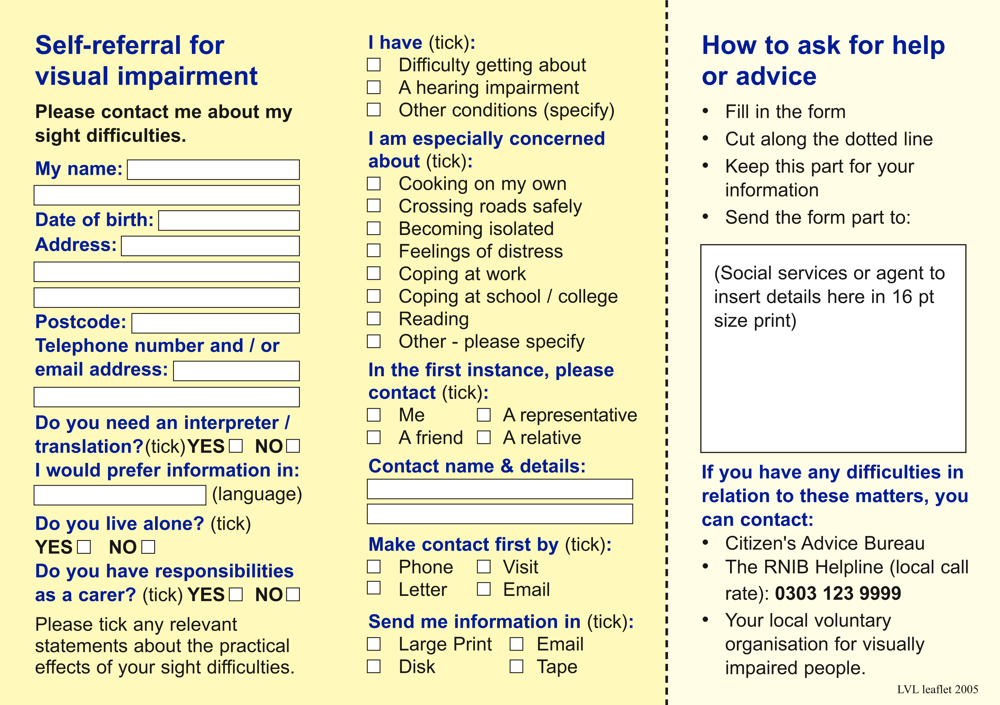 Self-referral for
visual impairment
Please contact me about my
sight difficulties.
My name:
Date of birth:
Address:
Postcode:
Telephone number and / or
email address:
Do you need an interpreter /
translation? (tick) YES NO
I would prefer information in:
(language)
Do you live alone? (tick)
YES NO
Do you have responsibilities
as a carer? (tick) YES NO
Please tick any relevant
statements about the practical
effects of your sight difficulties.
I have (tick):
Difficulty getting about
A hearing impairment
Other conditions (specify)
I am especially concerned
about (tick):
Cooking on my own
Crossing roads safely
Becoming isolated
Feelings of distress
Coping at work
Coping at school / college
Reading
Other - please specify
In the first instance, please
contact (tick):
Me A representative
A friend A relative
Contact name & details:
Make contact first by (tick):
Phone Visit
Letter Email
Send me information in (tick):
Large Print Email
Disk Tape
How to ask for help
or advice
• Fill in the form
• Cut along the dotted line
• Keep this part for your
information
• Send the form part to:
(Social services or agent to
insert details here in 16 pt
size print)
If you have any difficulties in
relation to these matters, you
can contact:
• Citizen's Advice Bureau
• The RNIB Helpline (local call
rate): 0303 123 9999
• Your local voluntary
organisation for visually
impaired people.
LVL leaflet 2005